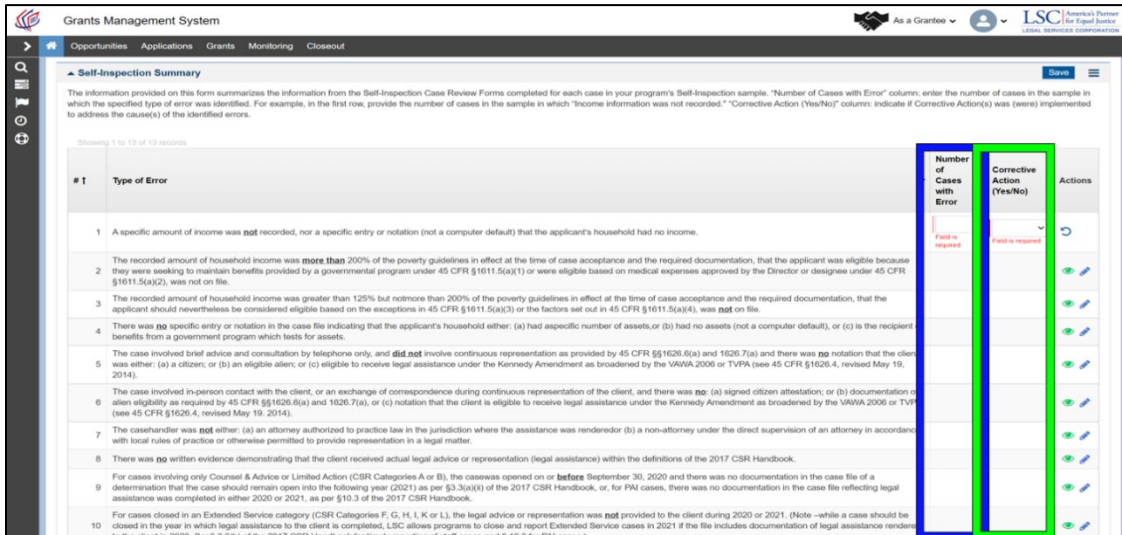 Grants Management System
As a Grantee
LSC America's Partner
for Equal Justice
LEGAL SERVICES CORPORATION
Opportunities Applications Grants Monitoring Closeout
Self-Inspection Summary
Save
The information provided on this form summarizes the information from the Self-Inspection Case Review Forms completed for each case in your program's Self-Inspection sample. "Number of Cases with Error" column: enter the number of cases in the sample in
which the specified type of error was identified. For example, in the first row, provide the number of cases in the sample in which "Income information was not recorded." "Corrective Action (Yes/No)" column: indicate if Corrective Action(s) was (were) implemented
to address the cause(s) of the identified errors.
Showing 1 to 13 of 13 records
# Type of Error
Number
of
Cases
with
Error
Corrective
Action
(Yes/No)
Actions
1 A specific amount of income was not recorded, nor a specific entry or notation (not a computer default) that the applicant's household had no income.
Field is
required
Field is required
The recorded amount of household income was more than 200% of the poverty guidelines in effect at the time of case acceptance and the required documentation, that the applicant was eligible because
2 they were seeking to maintain benefits provided by a governmental program under 45 CFR §1611.5(a)(1) or were eligible based on medical expenses approved by the Director or designee under 45 CFR
§1611.5(a)(2), was not on file.
3 The recorded amount of household income was greater than 125% but notmore than 200% of the poverty guidelines in effect at the time of case acceptance and the required documentation, that the
applicant should nevertheless be considered eligible based on the exceptions in 45 CFR §1611.5(a)(3) or the factors set out in 45 CFR §1611.5(a)(4), was not on file.
4 There was no specific entry or notation in the case file indicating that the applicant's household either: (a) had aspecific number of assets,or (b) had no assets (not a computer default), or (c) is the recipient
benefits from a government program which tests for assets.
The case involved brief advice and consultation by telephone only, and did not involve continuous representation as provided by 45 CFR §§1626.6(a) and 1626.7(a) and there was no notation that the clien
5 was either: (a) a citizen; or (b) an eligible alien; or (c) eligible to receive legal assistance under the Kennedy Amendment as broadened by the VAWA 2006 or TVPA (see 45 CFR §1626.4, revised May 19,
2014).
The case involved in-person contact with the client, or an exchange of correspondence during continuous representation of the client, and there was no: (a) signed citizen attestation; or (b) documentation o
6 alien eligibility as required by 45 CFR §§1626.6(a) and 1626.7(a), or (c) notation that the client is eligible to receive legal assistance under the Kennedy Amendment as broadened by the VAWA 2006 or TVP
(see 45 CFR §1626.4, revised May 19. 2014).
7 The casehandler was not either: (a) an attorney authorized to practice law in the jurisdiction where the assistance was renderedor (b) a non-attorney under the direct supervision of an attorney in accordanc
with local rules of practice or otherwise permitted to provide representation in a legal matter.
8 There was no written evidence demonstrating that the client received actual legal advice or representation (legal assistance) within the definitions of the 2017 CSR Handbook.
For cases involving only Counsel & Advice or Limited Action (CSR Categories A or B), the casewas opened on or before September 30, 2020 and there was no documentation in the case file of a
9 determination that the case should remain open into the following year (2021) as per §3.3(a)(ii) of the 2017 CSR Handbook, or, for PAI cases, there was no documentation in the case file reflecting legal
assistance was completed in either 2020 or 2021, as per §10.3 of the 2017 CSR Handbook.
For cases closed in an Extended Service category (CSR Categories F, G, H, I, K or L), the legal advice or representation was not provided to the client during 2020 or 2021. (Note –while a case should be
10 closed in the year in which legal assistance to the client is completed, LSC allows programs to close and report Extended Service cases in 2021 if the file includes documentation of legal assistance rendere